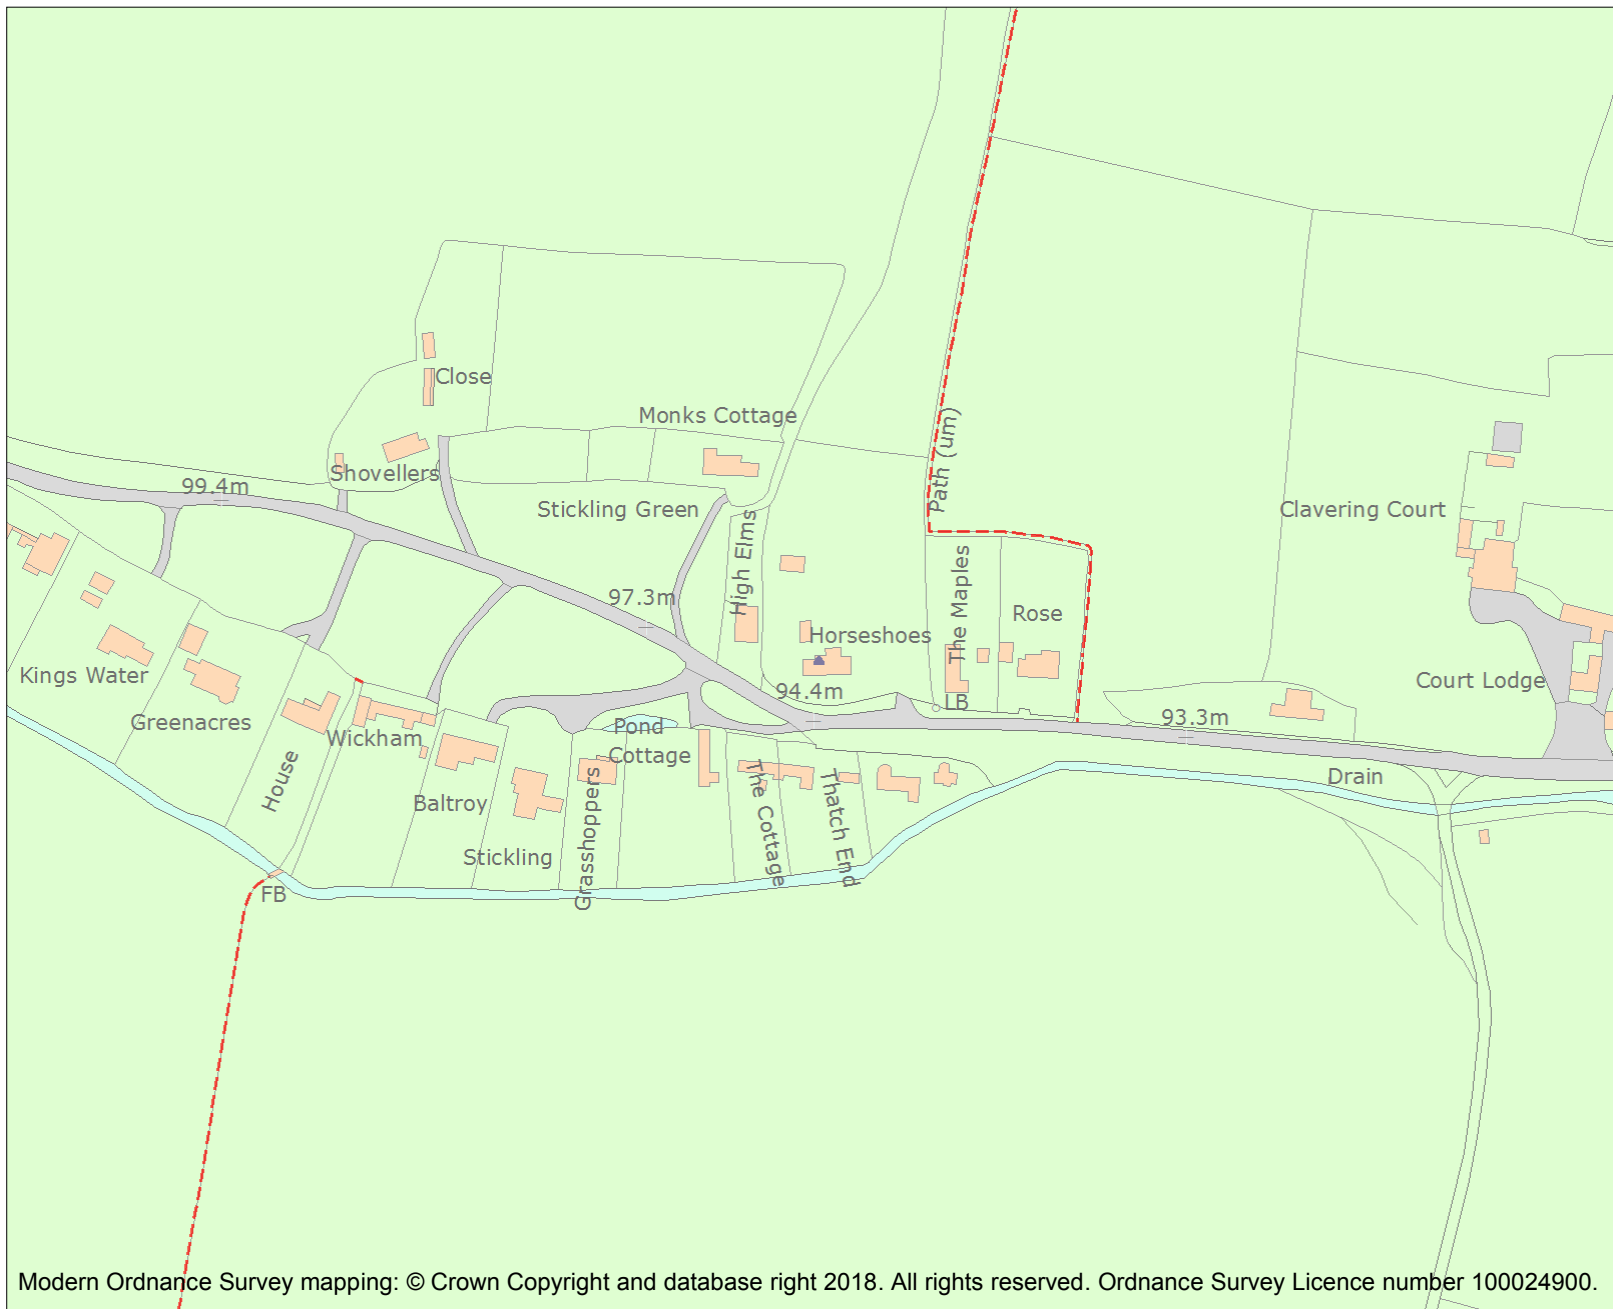 Close
Monks Cottage
Path (um)
Shovellers
99.4m
Stickling Green
Clavering Court
High Elms
The Maples
97.3m
Rose
Horseshoes
Kings Water
Court Lodge
94.4m
LB
93.3m
Greenacres
Wickham
Pond
Cottage
House
Drain
Baltroy
Grasshoppers
The Cottage
Thatch End
Stickling
FB
Modern Ordnance Survey mapping: © Crown Copyright and database right 2018. All rights reserved. Ordnance Survey Licence number 100024900.